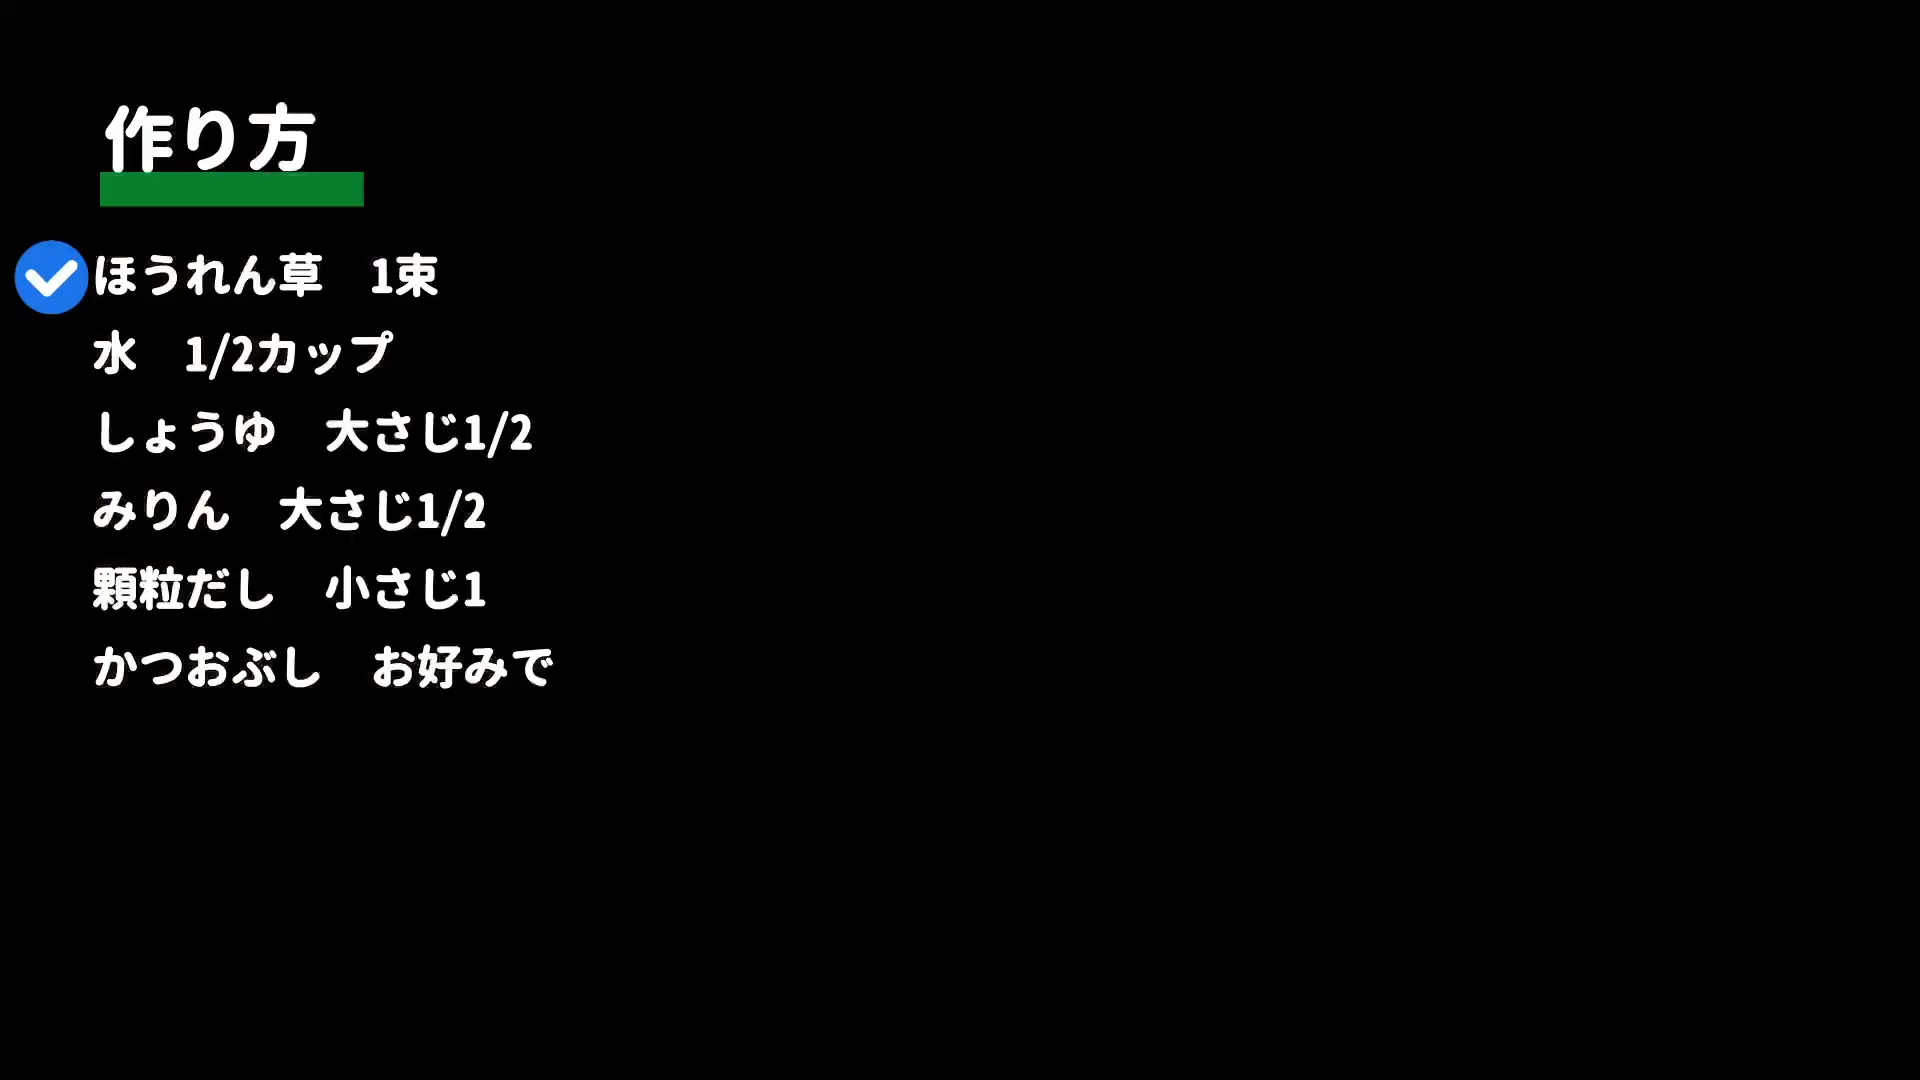 作り方
ほうれん草　1束
水　1/2カップ
しょうゆ　大さじ1/2
みりん　大さじ1/2
顆粒だし　小さじ1
かつおぶし　お好みで